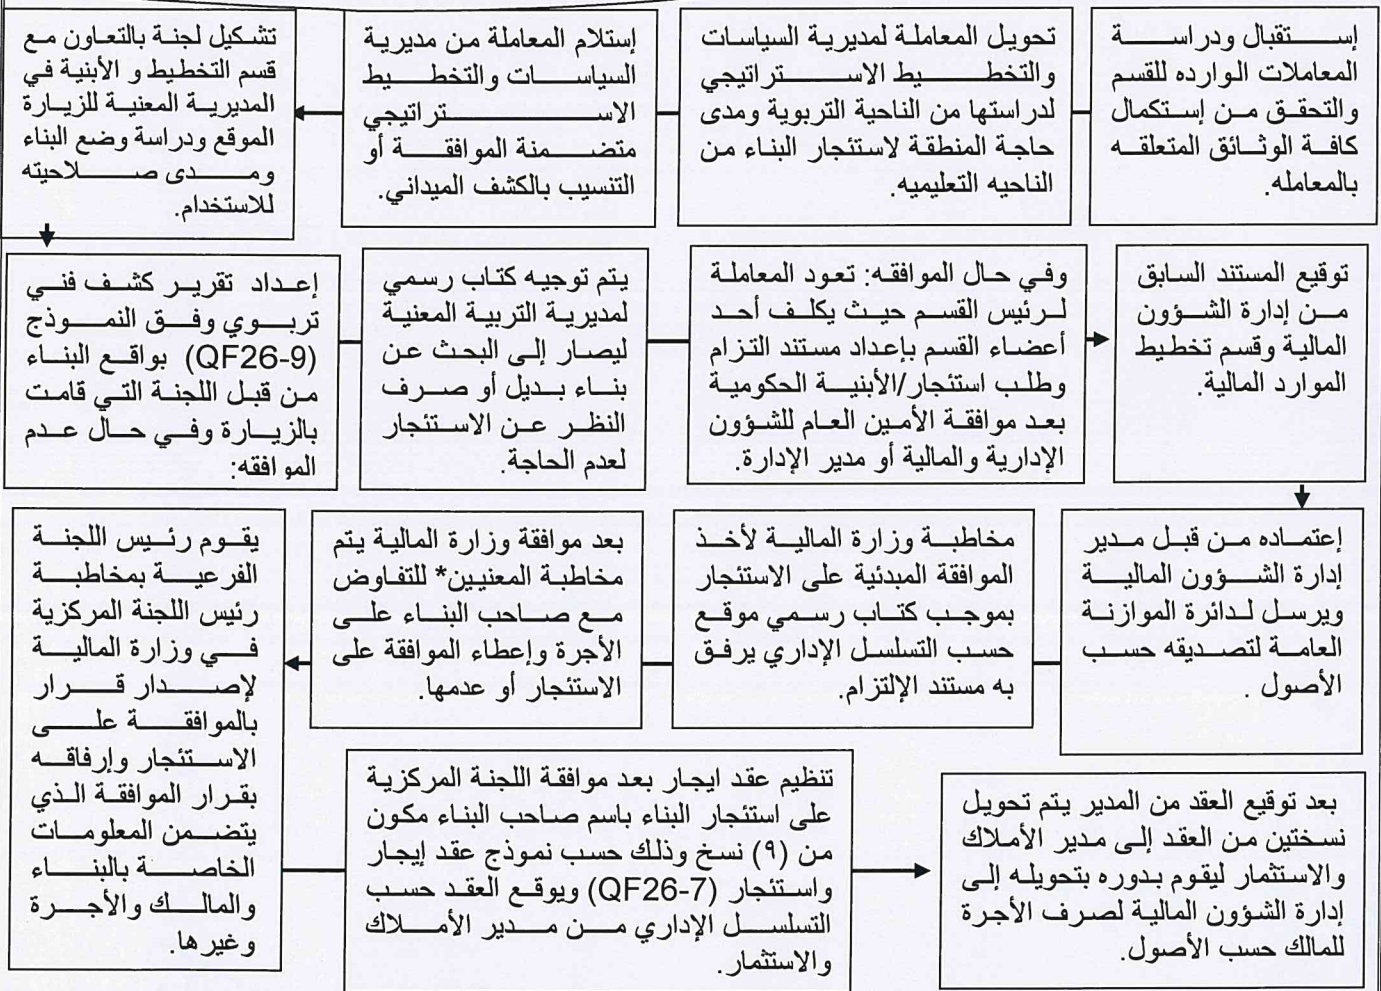 إستقبال ودراسة
المعاملات الوارده للقسم
والتحقق من إستكمال
كافة الوثائق المتعلقه
بالمعامله.
تحويل المعاملة لمديرية السياسات
والتخطيط الاستراتيجي
لدراستها من الناحية التربوية ومدى
حاجة المنطقة لاستئجار البناء من
الناحيه التعليميه.
إستلام المعاملة من مديرية
السياسات والتخطيط
الاستراتيجي
متضمنة الموافقة أو
التنسيب بالكشف الميداني.
تشكيل لجنة بالتعاون مع
قسم التخطيط و الأبنية في
المديرية المعنية للزيارة
الموقع ودراسة وضع البناء
ومدى صلاحيته
للاستخدام.
إعداد تقرير كشف فني
تربوي وفق النموذج
(QF26-9) بواقع البناء
من قبل اللجنة التي قامت
بالزيارة وفي حال عدم
الموافقه:
يتم توجيه كتاب رسمي
لمديرية التربية المعنية
ليصار إلى البحث عن
بناء بديل أو صرف
النظر عن الاستئجار
لعدم الحاجة.
وفي حال الموافقه: تعود المعاملة
لرئيس القسم حيث يكلف أحد
أعضاء القسم بإعداد مستند التزام
وطلب استئجار/الأبنية الحكومية
بعد موافقة الأمين العام للشؤون
الإدارية والمالية أو مدير الإدارة.
توقيع المستند السابق
من إدارة الشؤون
المالية وقسم تخطيط
الموارد المالية.
إعتماده من قبل مدير
إدارة الشؤون المالية
ويرسل لدائرة الموازنة
العامة لتصديقه حسب
الأصول .
مخاطبة وزارة المالية لأخذ
الموافقة المبدئية على الاستئجار
بموجب كتاب رسمي موقع
حسب التسلسل الإداري يرفق
به مستند الإلتزام.
بعد موافقة وزارة المالية يتم
مخاطبة المعنيين* للتفاوض
مع صاحب البناء على
الأجرة وإعطاء الموافقة على
الاستئجار أو عدمها.
يقوم رئيس اللجنة
الفرعية بمخاطبة
رئيس اللجنة المركزية
في وزارة المالية
لإصدار قرار
بالموافقة على
الاستئجار وإرفاقه
بقرار الموافقة الذي
يتضمن المعلومات
الخاصة بالبناء
والمالك والأجرة
وغيرها.
تنظيم عقد ايجار بعد موافقة اللجنة المركزية
على استئجار البناء باسم صاحب البناء مكون
من (٩) نسخ وذلك حسب نموذج عقد إيجار
واستئجار (QF26-7) ويوقع العقد حسب
التسلسل الإداري من مدير الأملاك
والاستثمار.
بعد توقيع العقد من المدير يتم تحويل
نسختين من العقد إلى مدير الأملاك
والاستثمار ليقوم بدوره بتحويله إلى
إدارة الشؤون المالية لصرف الأجرة
للمالك حسب الأصول.